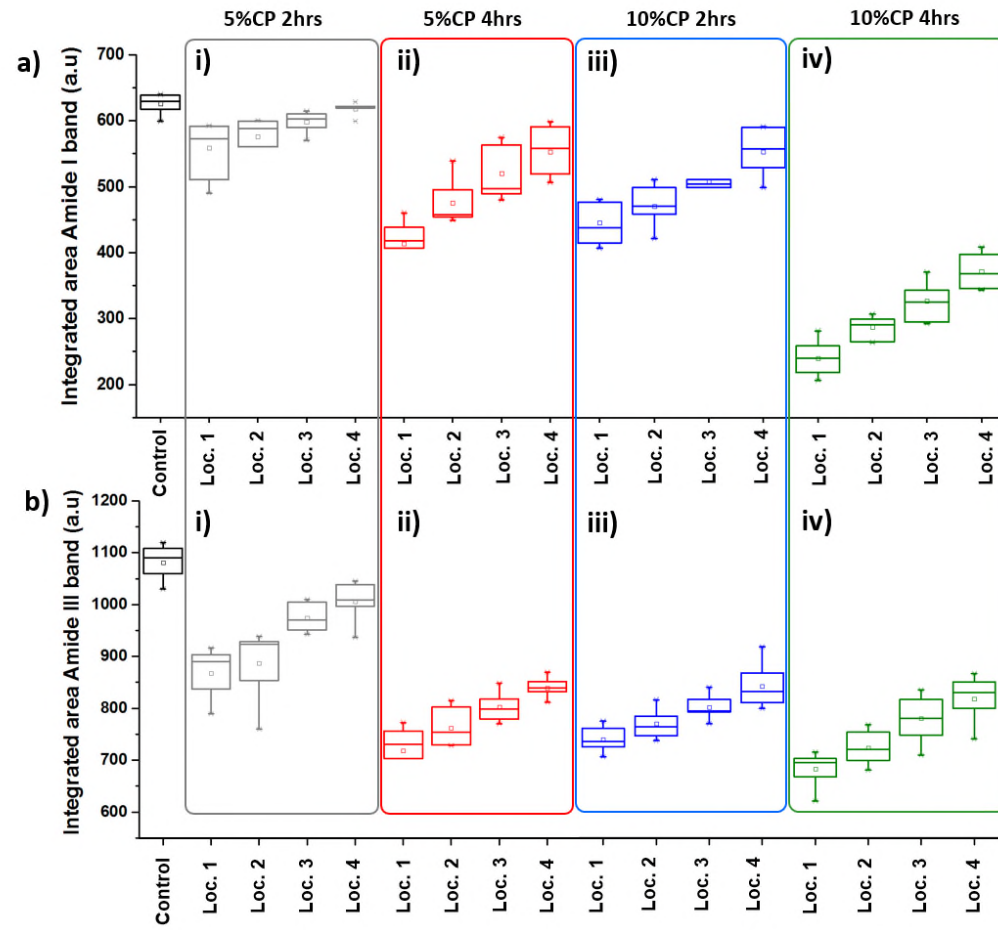 5%CP 2hrs 5%CP 4hrs 10%CP 2hrs 10%CP 4hrs
a)
i) ii) iii) iv)
Integrated area Amide I band (a.u)
700
600
500
400
300
200
Control Loc. 1 Loc. 2 Loc. 3 Loc. 4 Loc. 1 Loc. 2 Loc. 3 Loc. 4 Loc. 1 Loc. 2 Loc. 3 Loc. 4 Loc. 1 Loc. 2 Loc. 3 Loc. 4
b)
i) ii) iii) iv)
Integrated area Amide III band (a.u)
1200
1100
1000
900
800
700
600
Control Loc. 1 Loc. 2 Loc. 3 Loc. 4 Loc. 1 Loc. 2 Loc. 3 Loc. 4 Loc. 1 Loc. 2 Loc. 3 Loc. 4 Loc. 1 Loc. 2 Loc. 3 Loc. 4